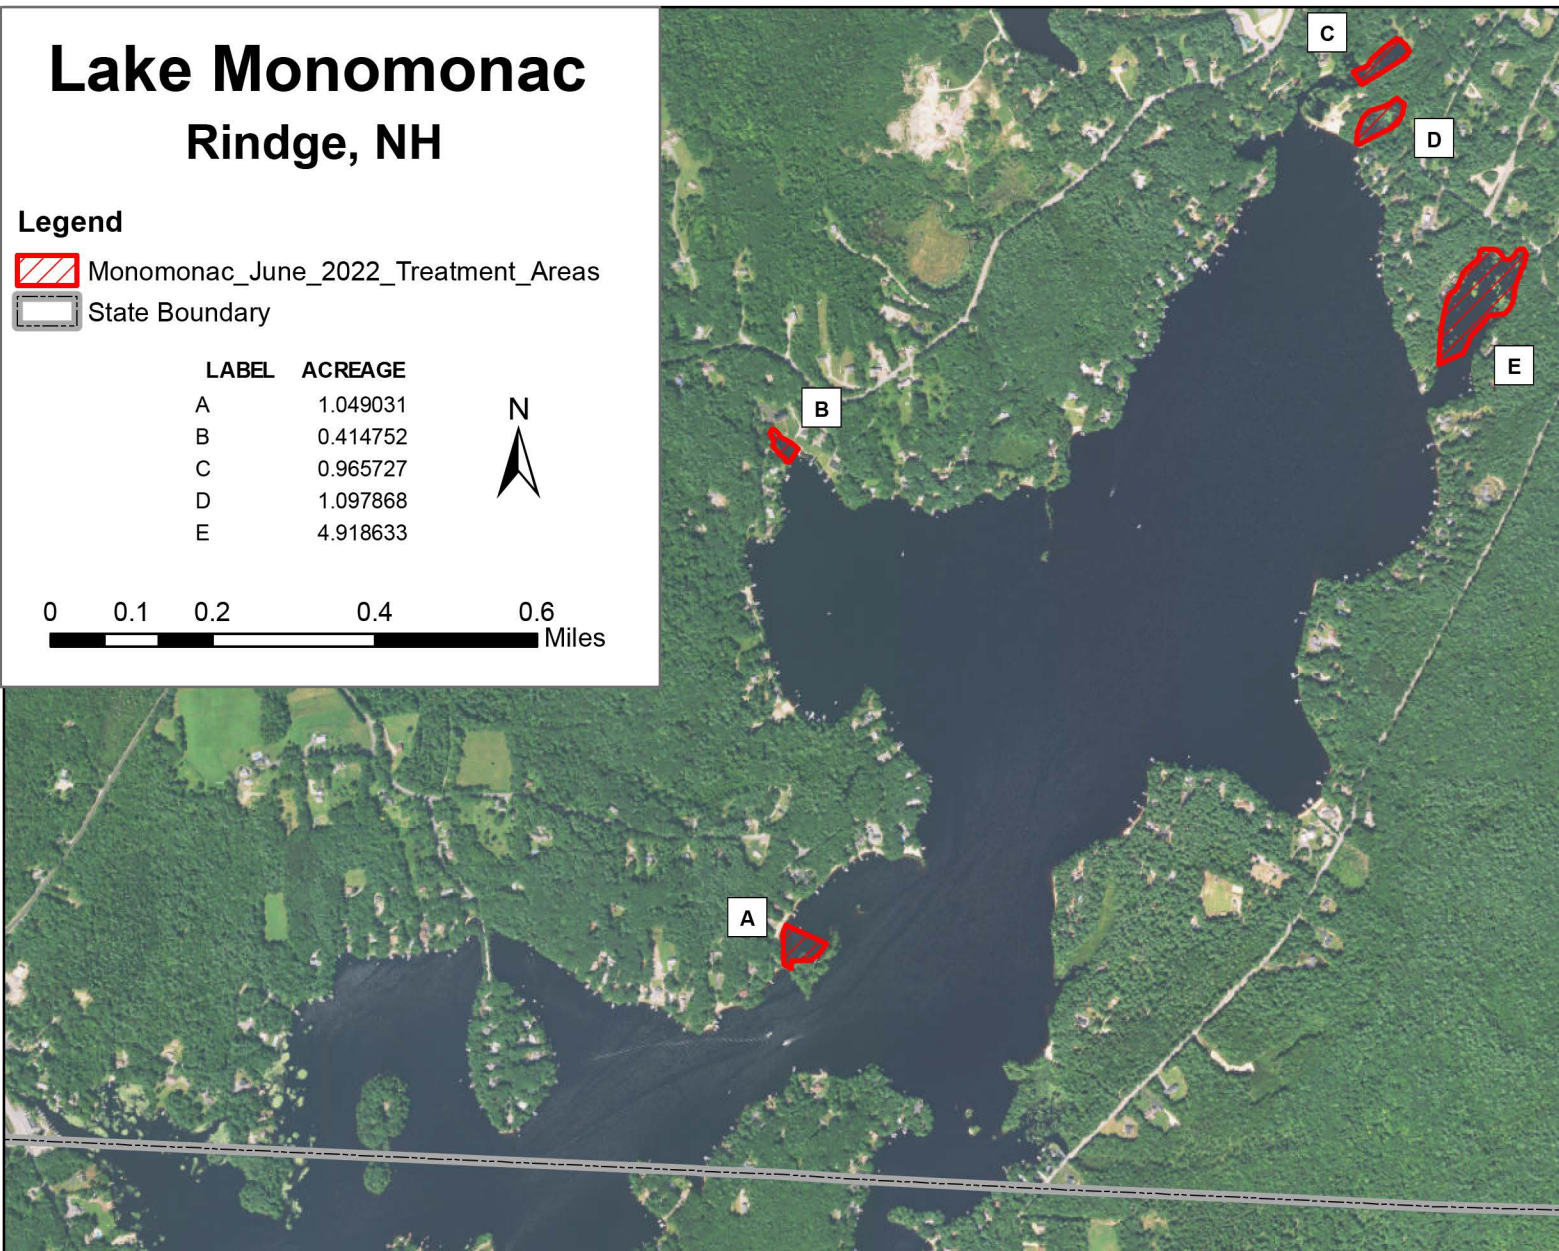 Lake Monomonac
Rindge, NH
Legend
Monomonac_June_2022_Treatment_Areas
State Boundary
LABEL ACREAGE
A 1.049031
B 0.414752
C 0.965727
D 1.097868
E 4.918633
N
0 0.1 0.2 0.4 0.6
Miles
C
D
E
B
A